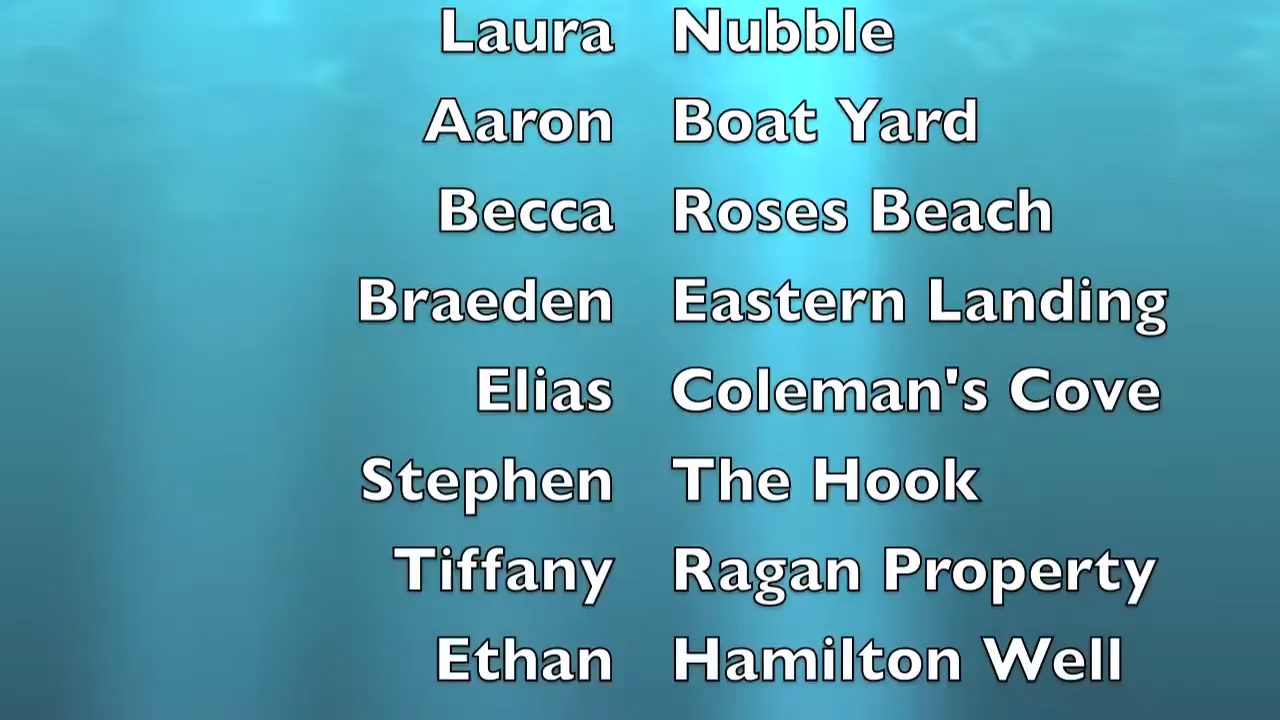 Laura Nubble
Aaron Boat Yard
Becca Roses Beach
Braeden Eastern Landing
Elias Coleman's Cove
Stephen The Hook
Tiffany Ragan Property
Ethan Hamilton Well